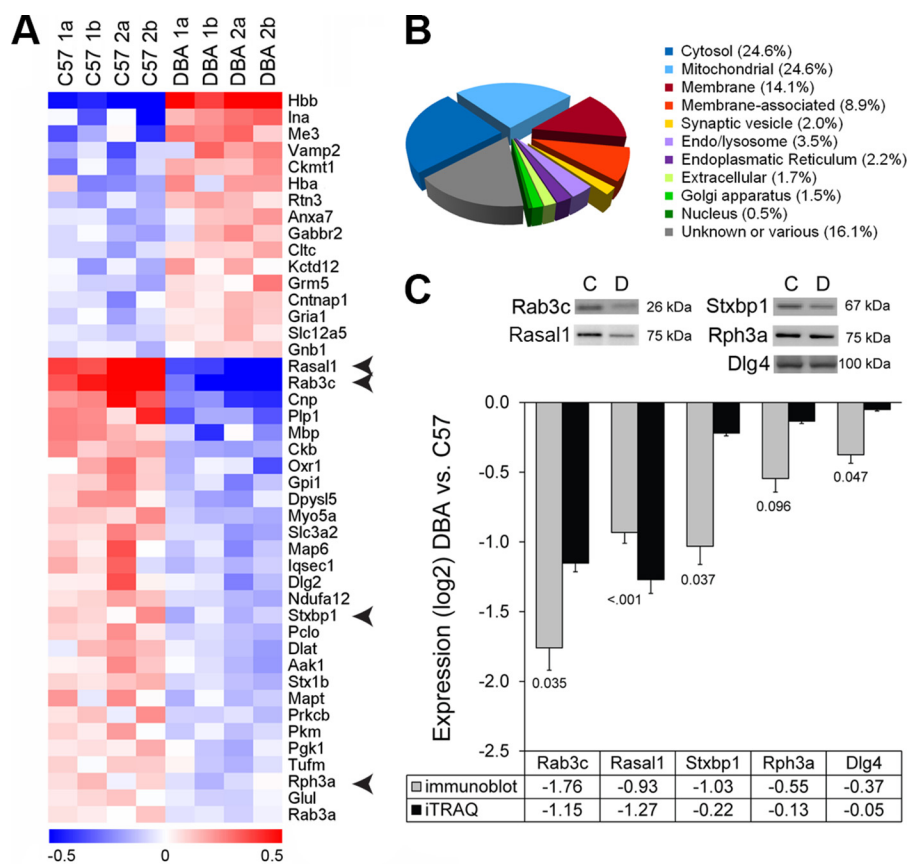 A
C57 1a
C57 1b
C57 2a
C57 2b
DBA 1a
DBA 1b
DBA 2a
DBA 2b
Hbb
Ina
Me3
Vamp2
Ckmt1
Hba
Rtn3
Anxa7
Gabbr2
Cltc
Kctd12
Grm5
Cntnap1
Gria1
Slc12a5
Gnb1
Rasal1
Rab3c
Cnp
Plp1
Mbp
Ckb
Oxr1
Gpi1
Dpysl5
Myo5a
Slc3a2
Map6
Iqsec1
Dlg2
Ndufa12
Stxbp1
Pclo
Dlat
Aak1
Stx1b
Mapt
Prkcb
Pkm
Pgk1
Tufm
Rph3a
Glul
Rab3a
-0.5 0 0.5
B
Cytosol (24.6%)
Mitochondrial (24.6%)
Membrane (14.1%)
Membrane-associated (8.9%)
Synaptic vesicle (2.0%)
Endo/lysosome (3.5%)
Endoplasmatic Reticulum (2.2%)
Extracellular (1.7%)
Golgi apparatus (1.5%)
Nucleus (0.5%)
Unknown or various (16.1%)
C
C D
Rab3c 26 kDa
Rasal1 75 kDa
C D
Stxbp1 67 kDa
Rph3a 75 kDa
Dlg4 100 kDa
Expression (log2) DBA vs. C57
0.0
-0.5
-1.0
-1.5
-2.0
-2.5
0.035
<.001
0.037
0.096
0.047
Rab3c Rasal1 Stxbp1 Rph3a Dlg4
immunoblot -1.76 -0.93 -1.03 -0.55 -0.37
iTRAQ -1.15 -1.27 -0.22 -0.13 -0.05